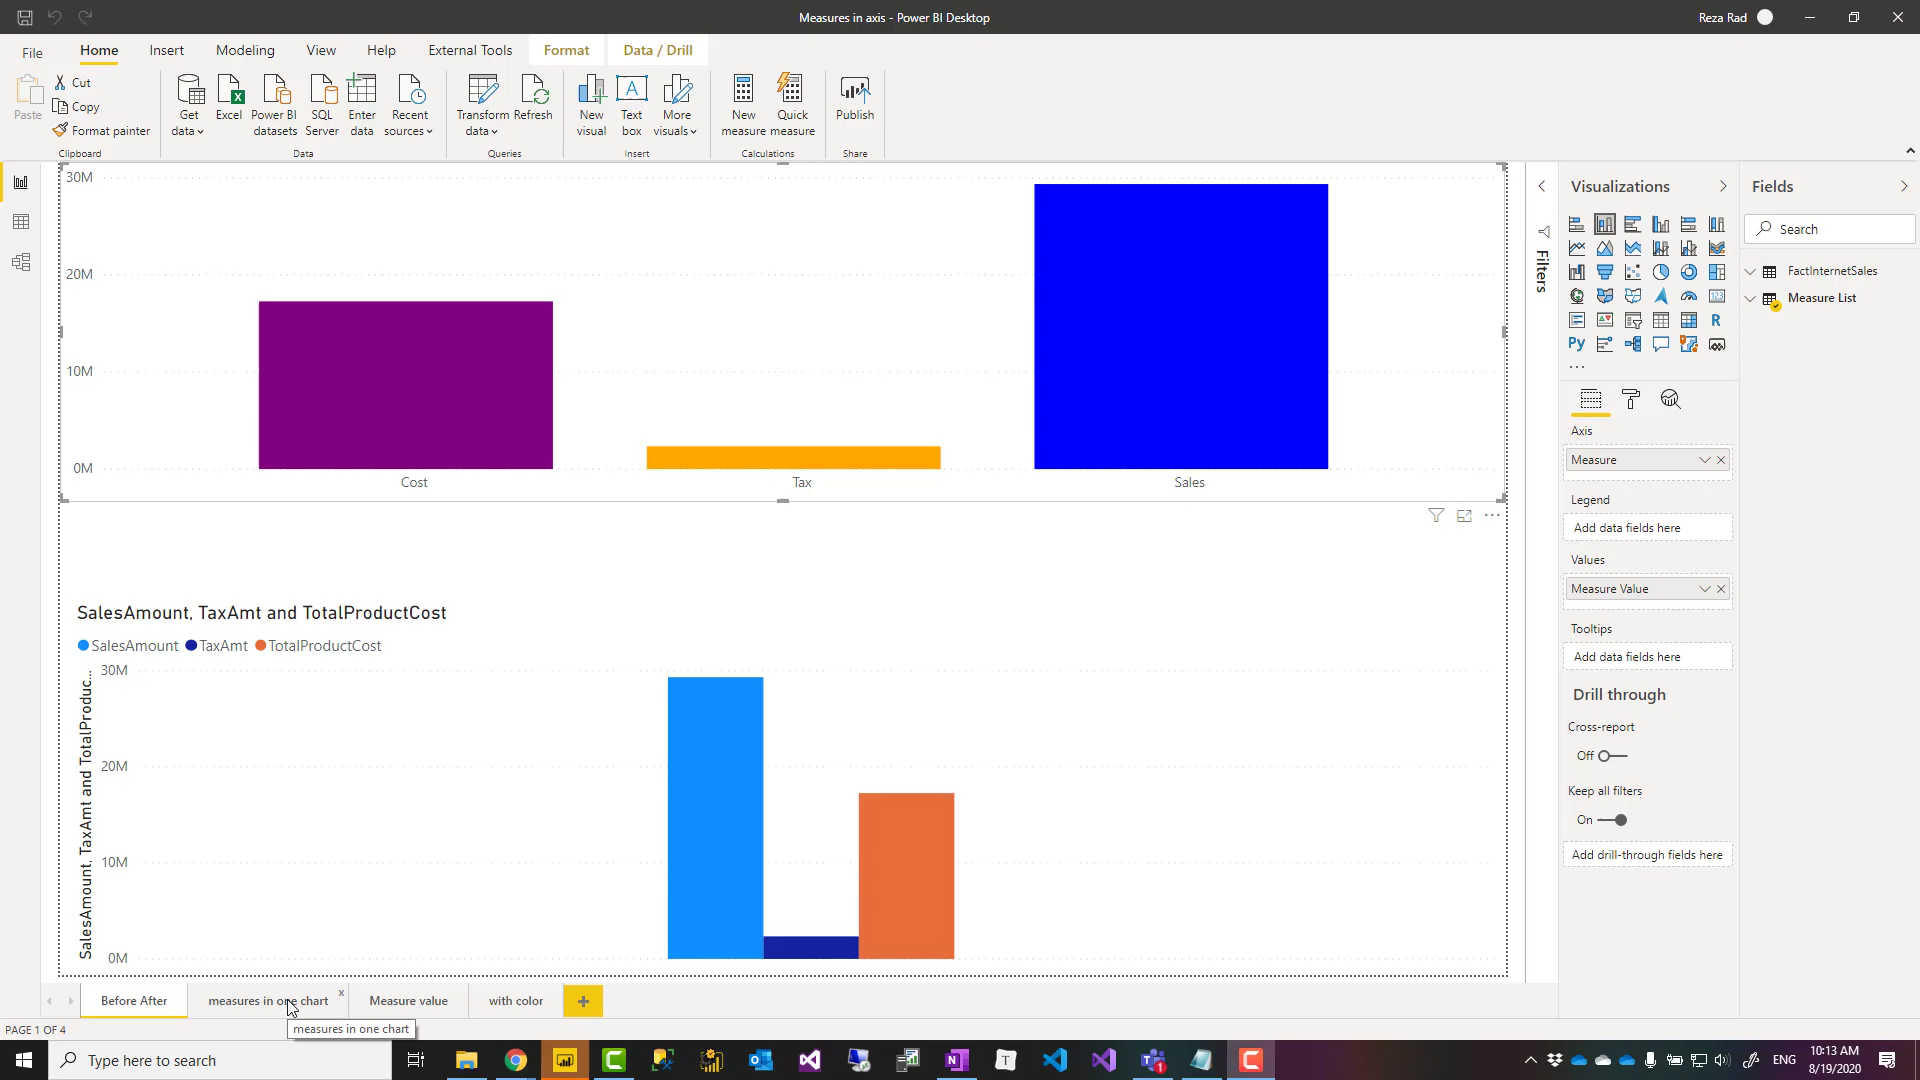 Measures in axis - Power BI Desktop
Reza Rad
File
Home
Insert
Modeling
View
Help
External Tools
Format
Data / Drill
Paste
Cut
Copy
Format painter
Clipboard
Get data
Excel
Power BI datasets
SQL Server
Enter data
Recent sources
Data
Transform data
Refresh
Queries
New visual
Text box
More visuals
Insert
New measure
Quick measure
Calculations
Publish
Share
30M
20M
10M
0M
Cost
Tax
Sales
SalesAmount, TaxAmt and TotalProductCost
SalesAmount
TaxAmt
TotalProductCost
SalesAmount, TaxAmt and TotalProduc...
30M
20M
10M
0M
Filters
Visualizations
R
Py
...
Axis
Measure
Legend
Add data fields here
Values
Measure Value
Tooltips
Add data fields here
Drill through
Cross-report
Off
Keep all filters
On
Add drill-through fields here
Fields
Search
FactInternetSales
Measure List
Before After
measures in one chart
x
Measure value
with color
+
measures in one chart
PAGE 1 OF 4
Type here to search
ENG
10:13 AM
8/19/2020